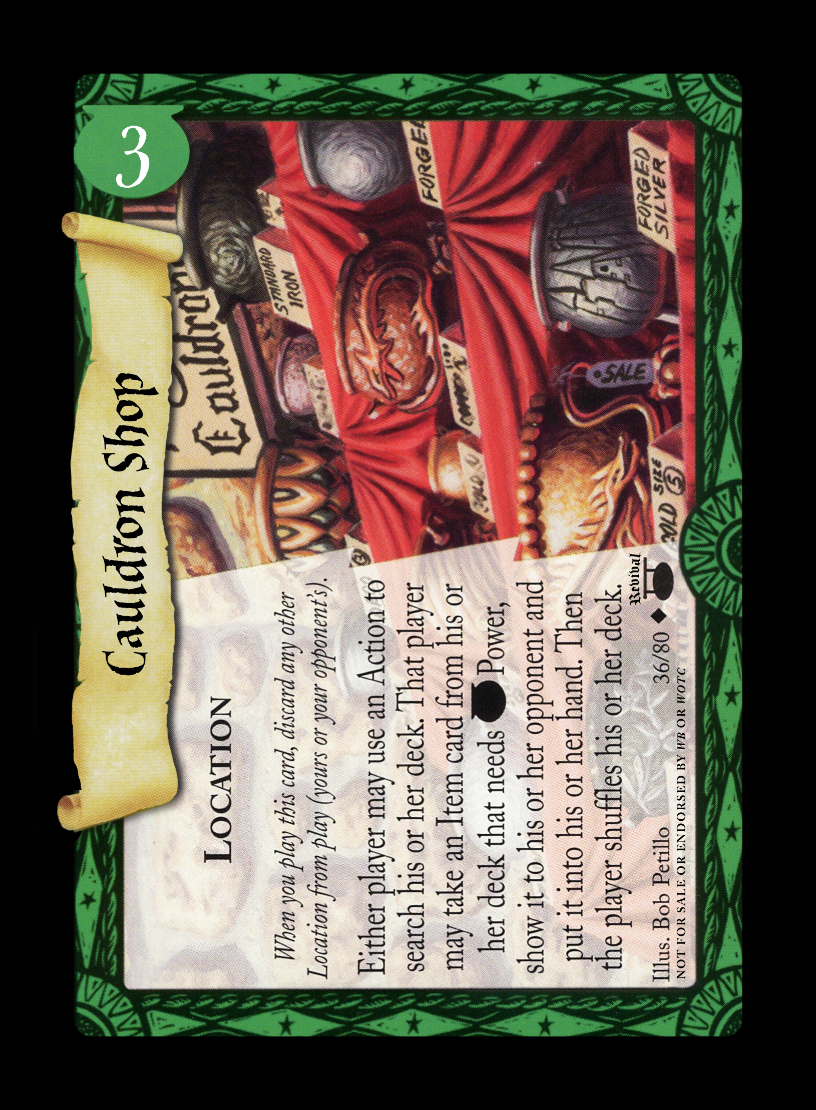 3
Cauldron Shop
LOCATION
When you play this card, discard any other
Location from play (yours or your opponent's).
Either player may use an Action to
search his or her deck. That player
may take an Item card from his or
her deck that needs Power,
show it to his or her opponent and
put it into his or her hand. Then
the player shuffles his or her deck.
Illus. Bob Petillo
36/80
Revival
NOT FOR SALE OR ENDORSED BY WB OR WOTC
Cauldron
STANDARD
IRON
FORGED
FORGED
SILVER
SALE
SIZE
5